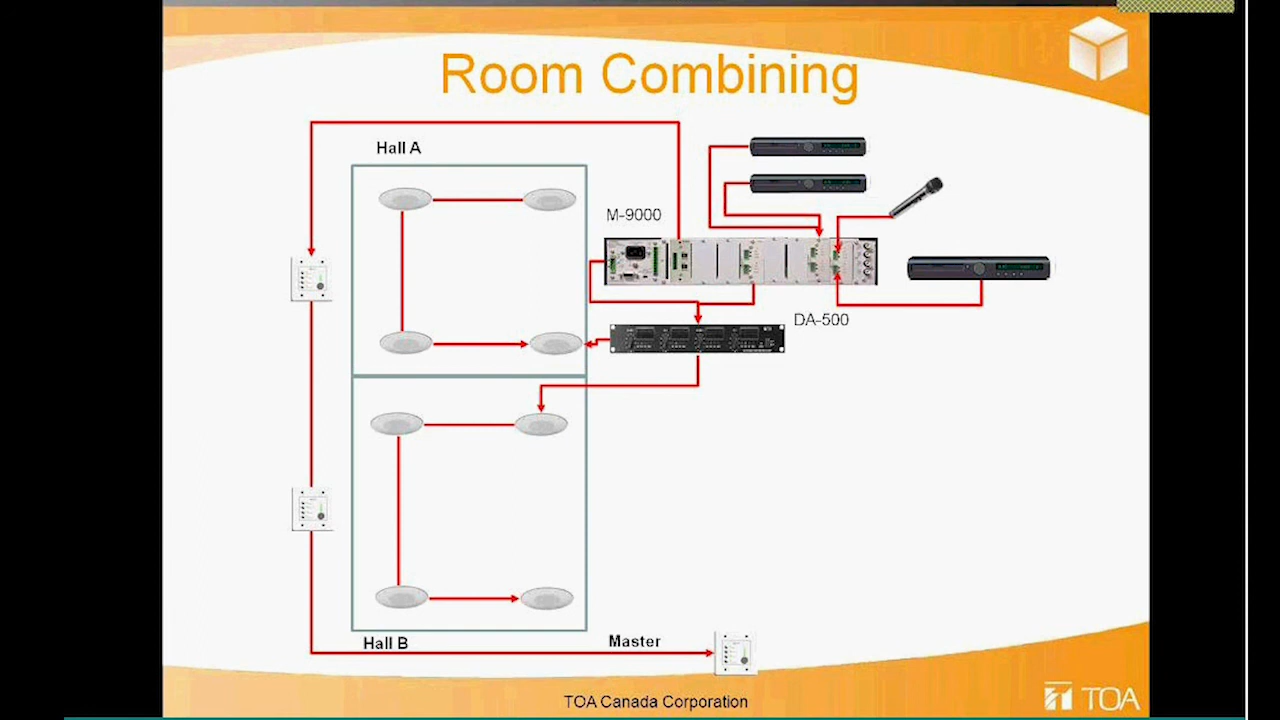 Room Combining
Hall A
M-9000
DA-500
Hall B
Master
TOA Canada Corporation
TOA